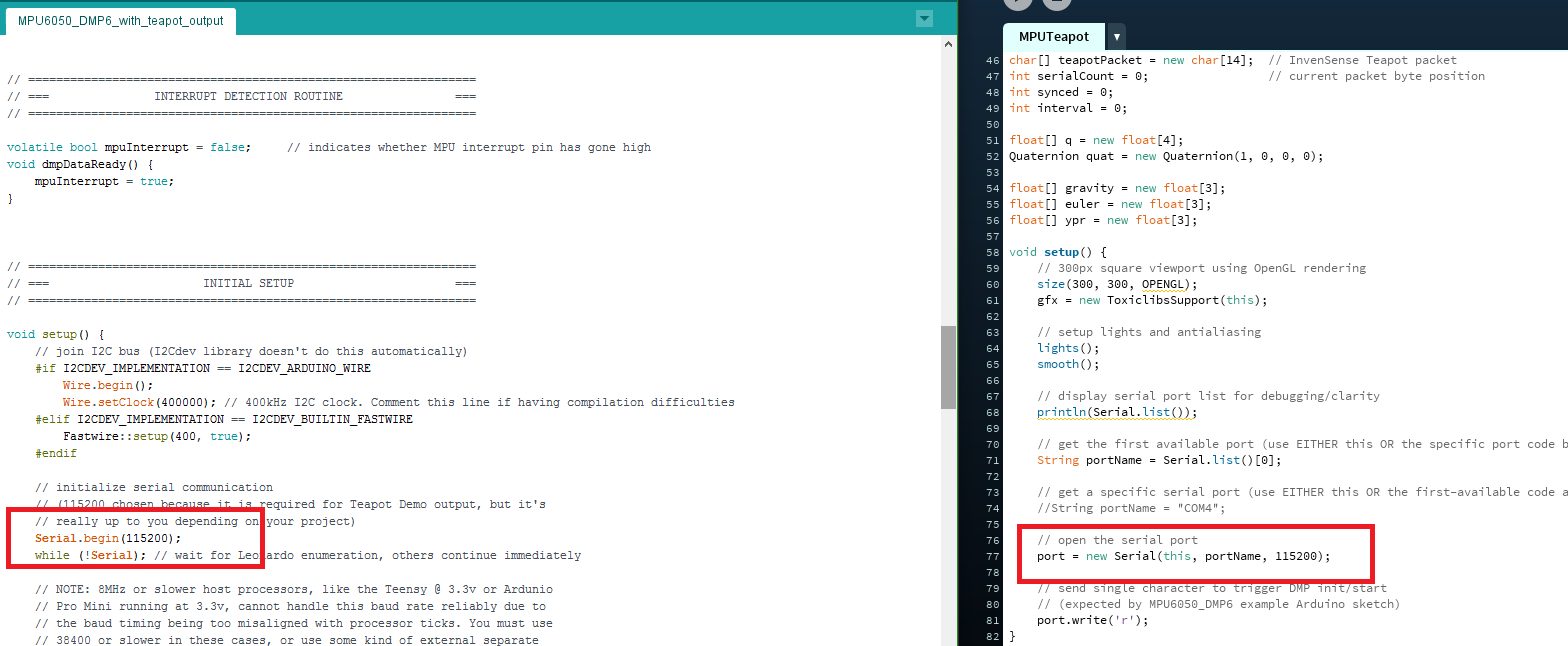 MPU6050_DMP6_with_teapot_output
// ================================================================
// ===               INTERRUPT DETECTION ROUTINE                ===
// ================================================================
volatile bool mpuInterrupt = false;     // indicates whether MPU interrupt pin has gone high
void dmpDataReady() {
    mpuInterrupt = true;
}
// ================================================================
// ===                      INITIAL SETUP                       ===
// ================================================================
void setup() {
    // join I2C bus (I2Cdev library doesn't do this automatically)
    #if I2CDEV_IMPLEMENTATION == I2CDEV_ARDUINO_WIRE
        Wire.begin();
        Wire.setClock(400000); // 400kHz I2C clock. Comment this line if having compilation difficulties
    #elif I2CDEV_IMPLEMENTATION == I2CDEV_BUILTIN_FASTWIRE
        Fastwire::setup(400, true);
    #endif
    // initialize serial communication
    // (115200 chosen because it is required for Teapot Demo output, but it's
    // really up to you depending on your project)
    Serial.begin(115200);
    while (!Serial); // wait for Leonardo enumeration, others continue immediately
    // NOTE: 8MHz or slower host processors, like the Teensy @ 3.3v or Ardunio
    // Pro Mini running at 3.3v, cannot handle this baud rate reliably due to
    // the baud timing being too misaligned with processor ticks. You must use
    // 38400 or slower in these cases, or use some kind of external separate
MPUTeapot
46 char[] teapotPacket = new char[14];  // InvenSense Teapot packet
47 int serialCount = 0;                 // current packet byte position
48 int synced = 0;
49 int interval = 0;
50
51 float[] q = new float[4];
52 Quaternion quat = new Quaternion(1, 0, 0, 0);
53
54 float[] gravity = new float[3];
55 float[] euler = new float[3];
56 float[] ypr = new float[3];
57
58 void setup() {
59     // 300px square viewport using OpenGL rendering
60     size(300, 300, OPENGL);
61     gfx = new ToxiclibsSupport(this);
62
63     // setup lights and antialiasing
64     lights();
65     smooth();
66
67     // display serial port list for debugging/clarity
68     println(Serial.list());
69
70     // get the first available port (use EITHER this OR the specific port code b
71     String portName = Serial.list()[0];
72
73     // get a specific serial port (use EITHER this OR the first-available code a
74     //String portName = "COM4";
75
76     // open the serial port
77     port = new Serial(this, portName, 115200);
78
79     // send single character to trigger DMP init/start
80     // (expected by MPU6050_DMP6 example Arduino sketch)
81     port.write('r');
82 }